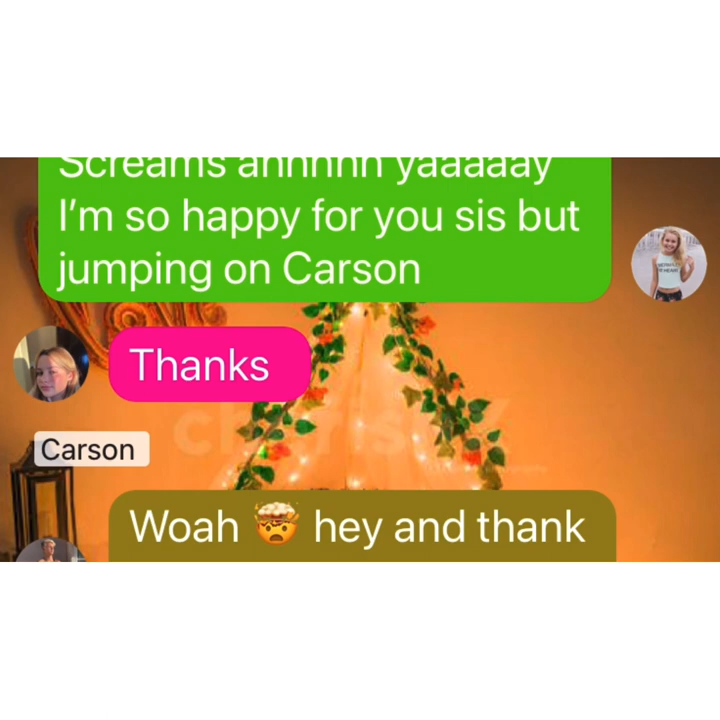 Screams ahhhhh yaaaaay
I'm so happy for you sis but
jumping on Carson
Thanks
Carson
Woah 🤯 hey and thank